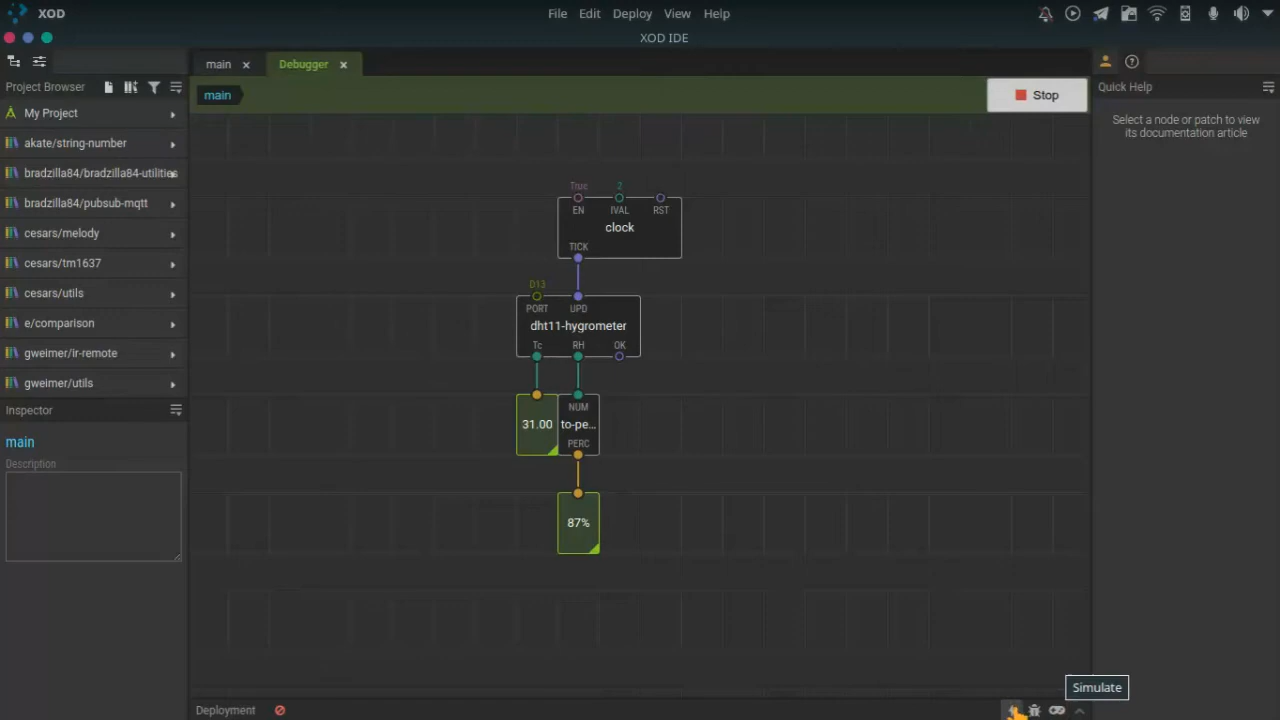 XOD
File Edit Deploy View Help
XOD IDE
main
Debugger
Project Browser
main
Stop
Quick Help
Select a node or patch to view
its documentation article
My Project
akate/string-number
bradzilla84/bradzilla84-utilities
bradzilla84/pubsub-mqtt
cesars/melody
cesars/tm1637
cesars/utils
e/comparison
gweimer/ir-remote
gweimer/utils
Inspector
main
Description
True 2
EN IVAL RST
clock
TICK
D13
PORT UPD
dht11-hygrometer
Tc RH OK
NUM
31.00 to-pe...
PERC
87%
Simulate
Deployment